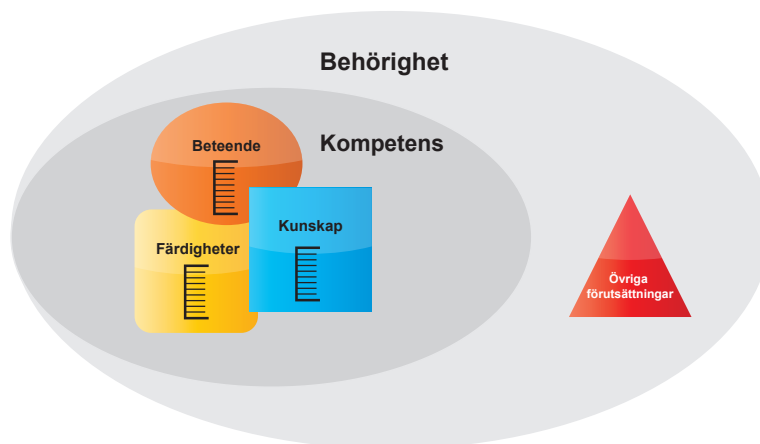 Behörighet
Kompetens
Beteende
Kunskap
Färdigheter
Övriga
förutsättningar